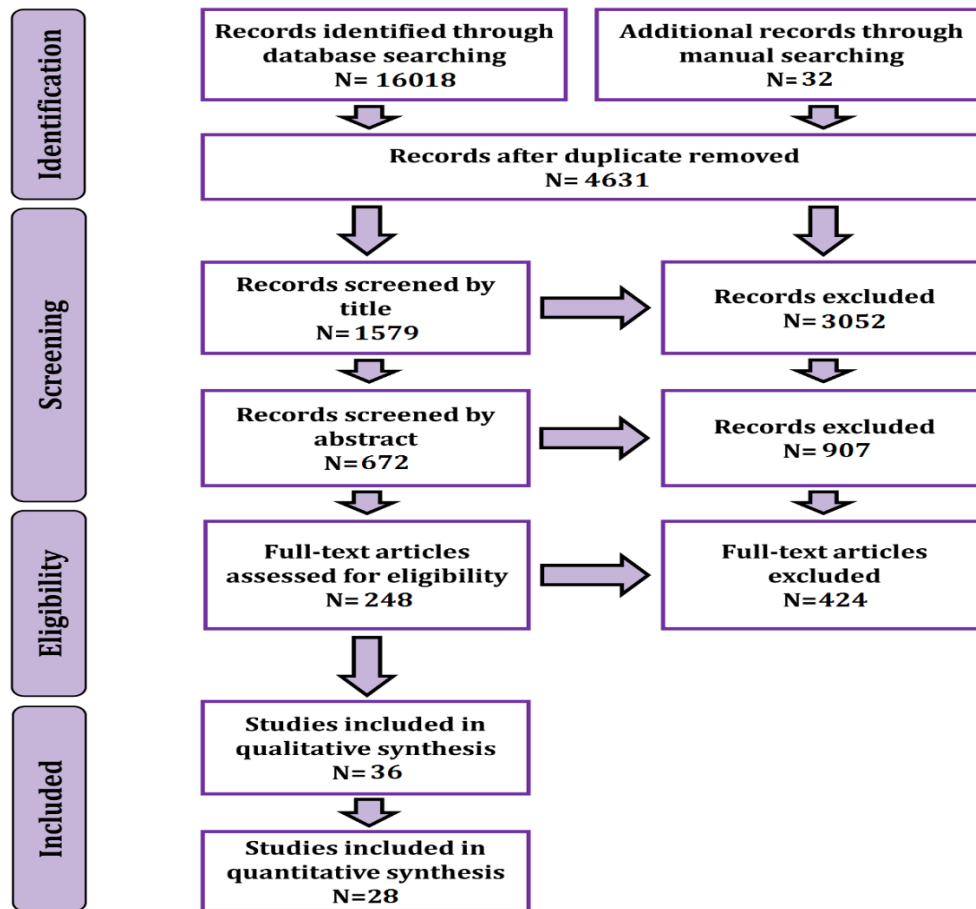 Identification
Records identified through
database searching
N= 16018
Additional records through
manual searching
N= 32
Records after duplicate removed
N= 4631
Screening
Records screened by
title
N= 1579
Records excluded
N= 3052
Records screened by
abstract
N=672
Records excluded
N= 907
Eligibility
Full-text articles
assessed for eligibility
N= 248
Full-text articles
excluded
N=424
Included
Studies included in
qualitative synthesis
N= 36
Studies included in
quantitative synthesis
N=28